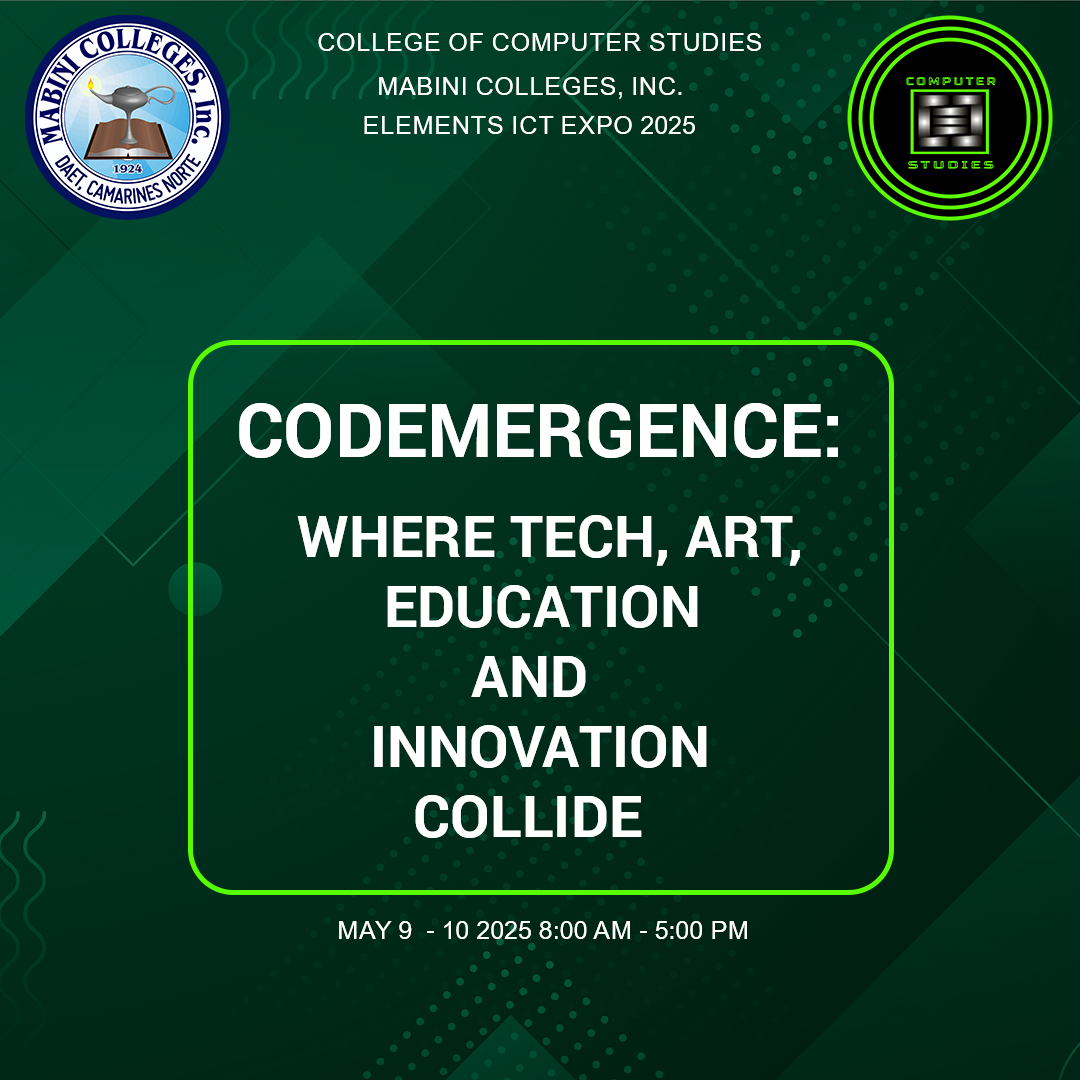 MABINI COLLEGES, Inc.
1924
DAET, CAMARINES NORTE
COLLEGE OF COMPUTER STUDIES
MABINI COLLEGES, INC.
ELEMENTS ICT EXPO 2025
COMPUTER
STUDIES
CODEMERGENCE:
WHERE TECH, ART,
EDUCATION
AND
INNOVATION
COLLIDE
MAY 9 - 10 2025 8:00 AM - 5:00 PM